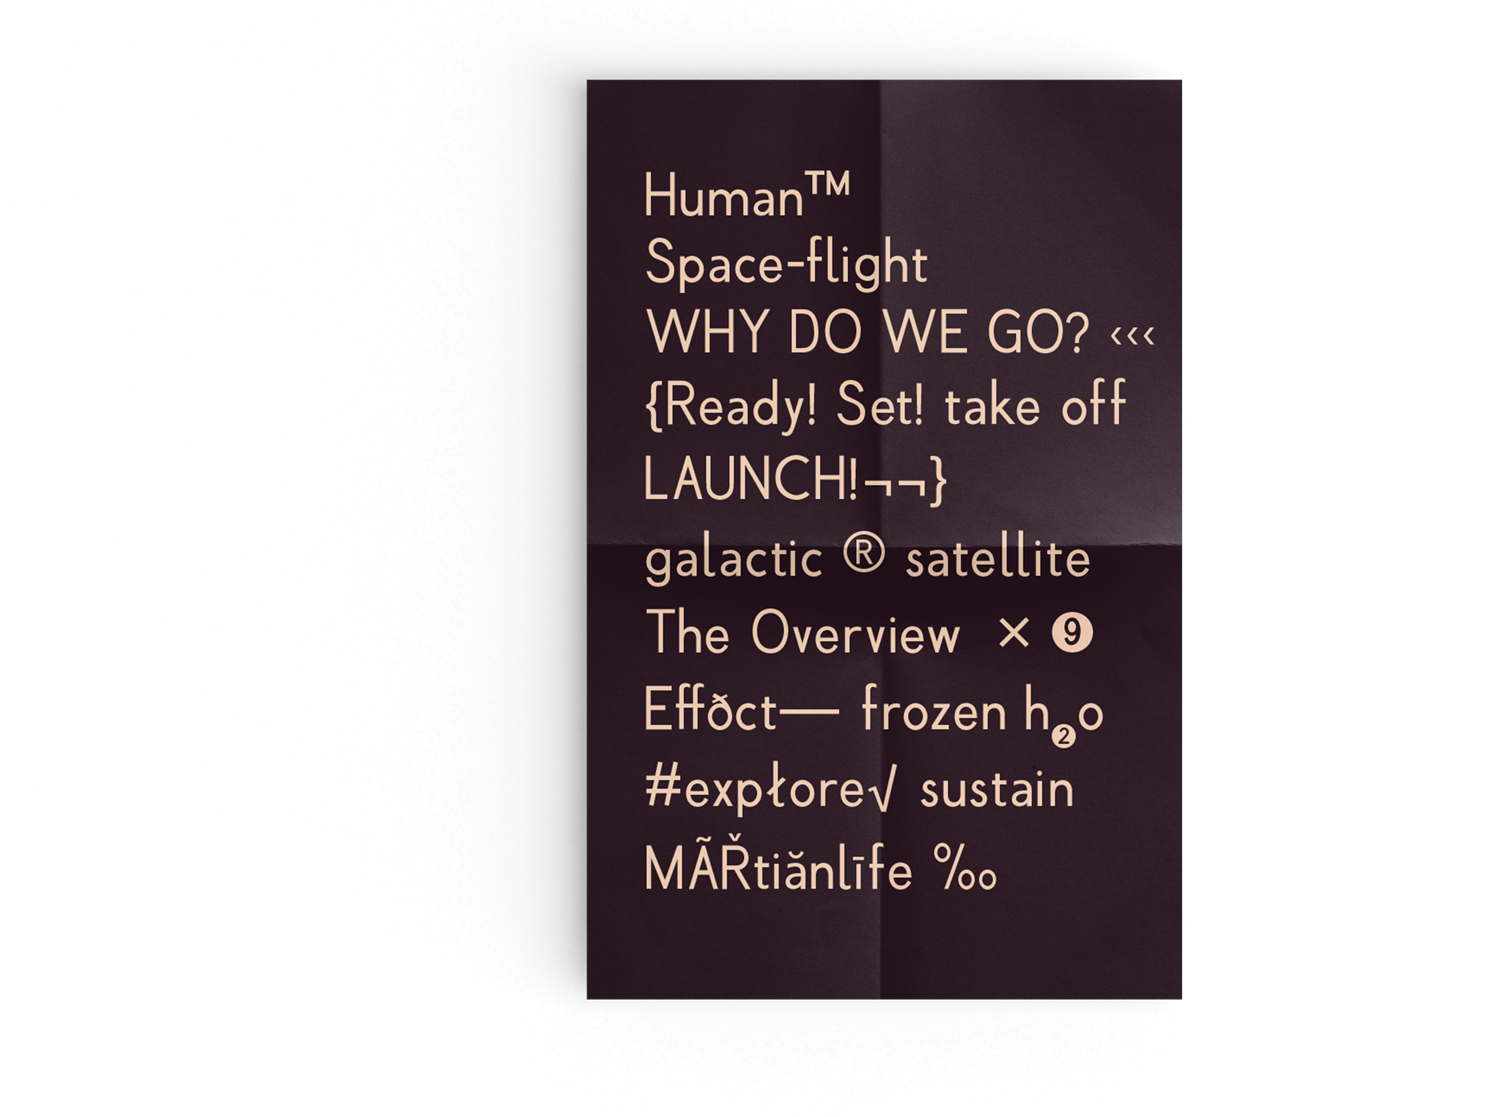 Human™
Space-flight
WHY DO WE GO? ‹‹‹
{Ready! Set! take off
LAUNCH!¬¬}
galactic ® satellite
The Overview × ❾
Effðct— frozen h❷o
#expłore√ sustain
MÃŘtiănlīfe ‰